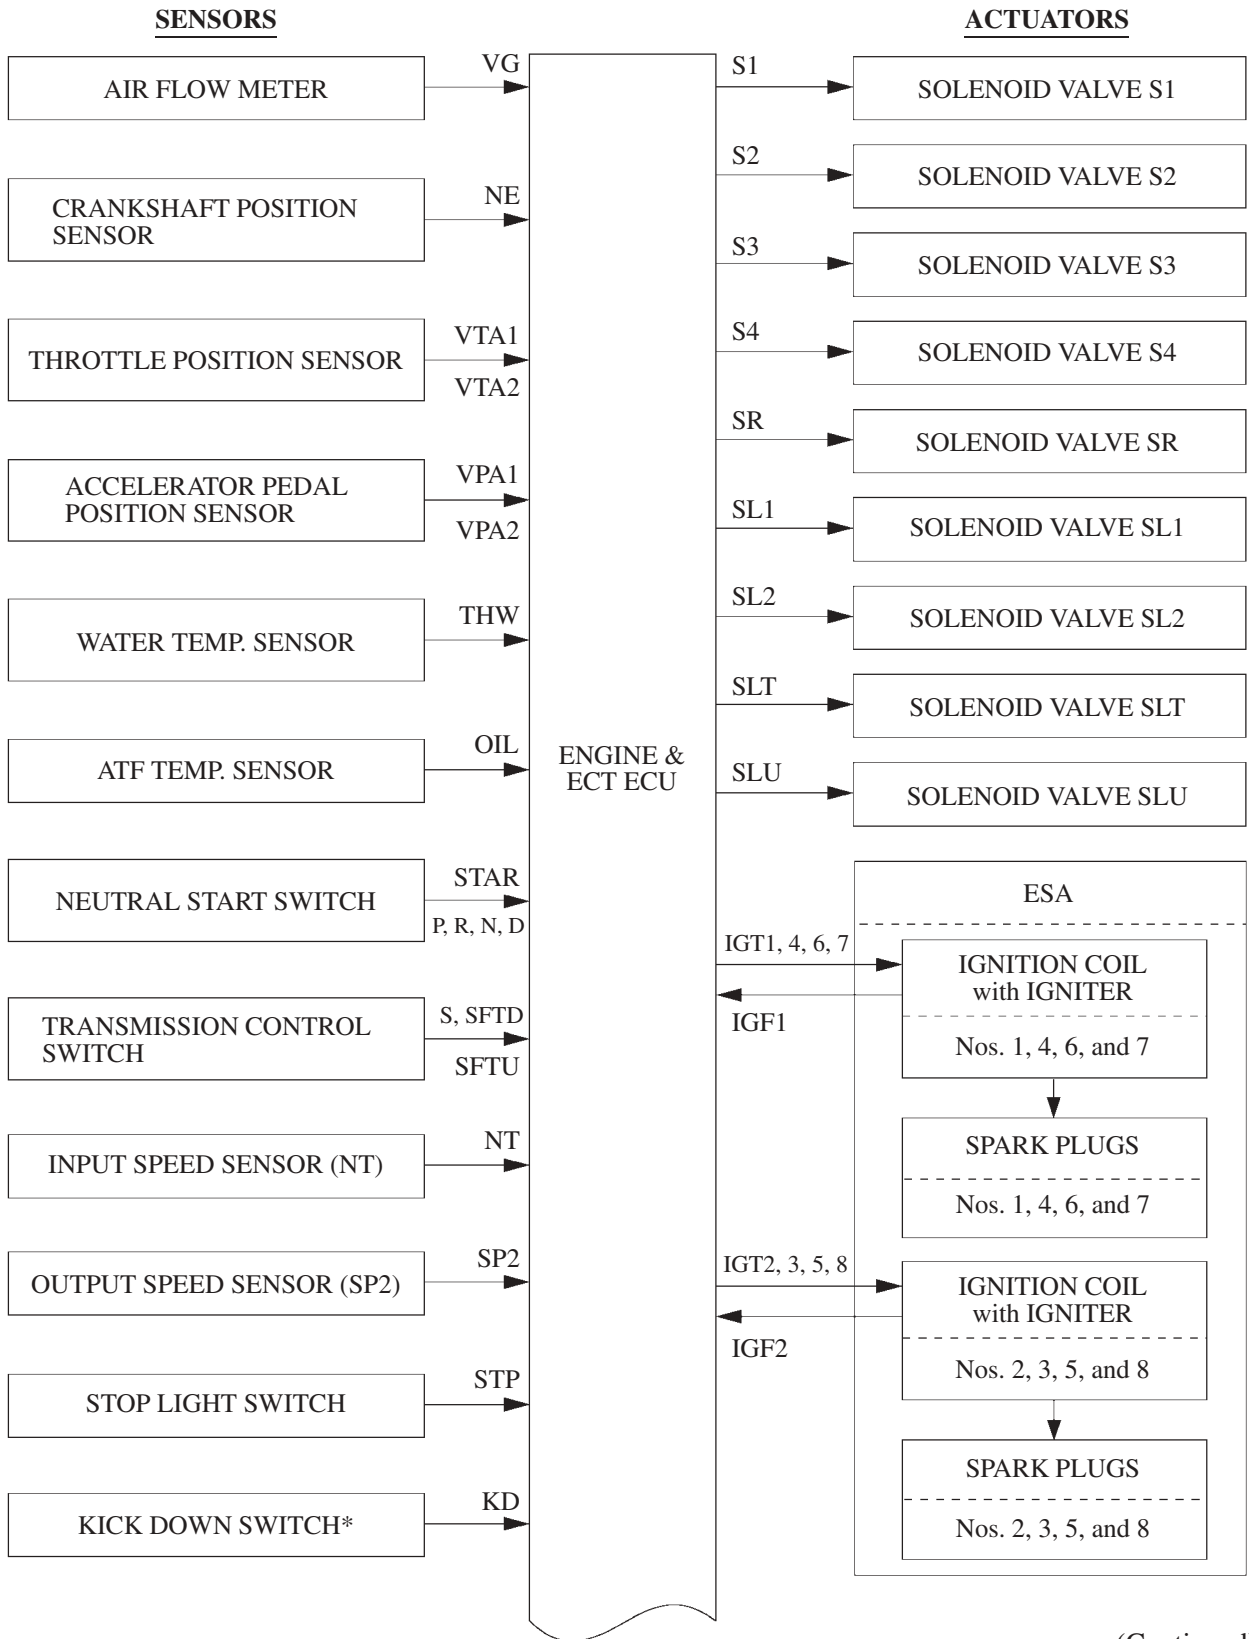 SENSORS
ACTUATORS
AIR FLOW METER
VG
CRANKSHAFT POSITION
SENSOR
NE
THROTTLE POSITION SENSOR
VTA1
VTA2
ACCELERATOR PEDAL
POSITION SENSOR
VPA1
VPA2
WATER TEMP. SENSOR
THW
ATF TEMP. SENSOR
OIL
NEUTRAL START SWITCH
STAR
P, R, N, D
TRANSMISSION CONTROL
SWITCH
S, SFTD
SFTU
INPUT SPEED SENSOR (NT)
NT
OUTPUT SPEED SENSOR (SP2)
SP2
STOP LIGHT SWITCH
STP
KICK DOWN SWITCH*
KD
ENGINE &
ECT ECU
S1
SOLENOID VALVE S1
S2
SOLENOID VALVE S2
S3
SOLENOID VALVE S3
S4
SOLENOID VALVE S4
SR
SOLENOID VALVE SR
SL1
SOLENOID VALVE SL1
SL2
SOLENOID VALVE SL2
SLT
SOLENOID VALVE SLT
SLU
SOLENOID VALVE SLU
ESA
IGT1, 4, 6, 7
IGF1
IGNITION COIL
with IGNITER
Nos. 1, 4, 6, and 7
SPARK PLUGS
Nos. 1, 4, 6, and 7
IGT2, 3, 5, 8
IGF2
IGNITION COIL
with IGNITER
Nos. 2, 3, 5, and 8
SPARK PLUGS
Nos. 2, 3, 5, and 8